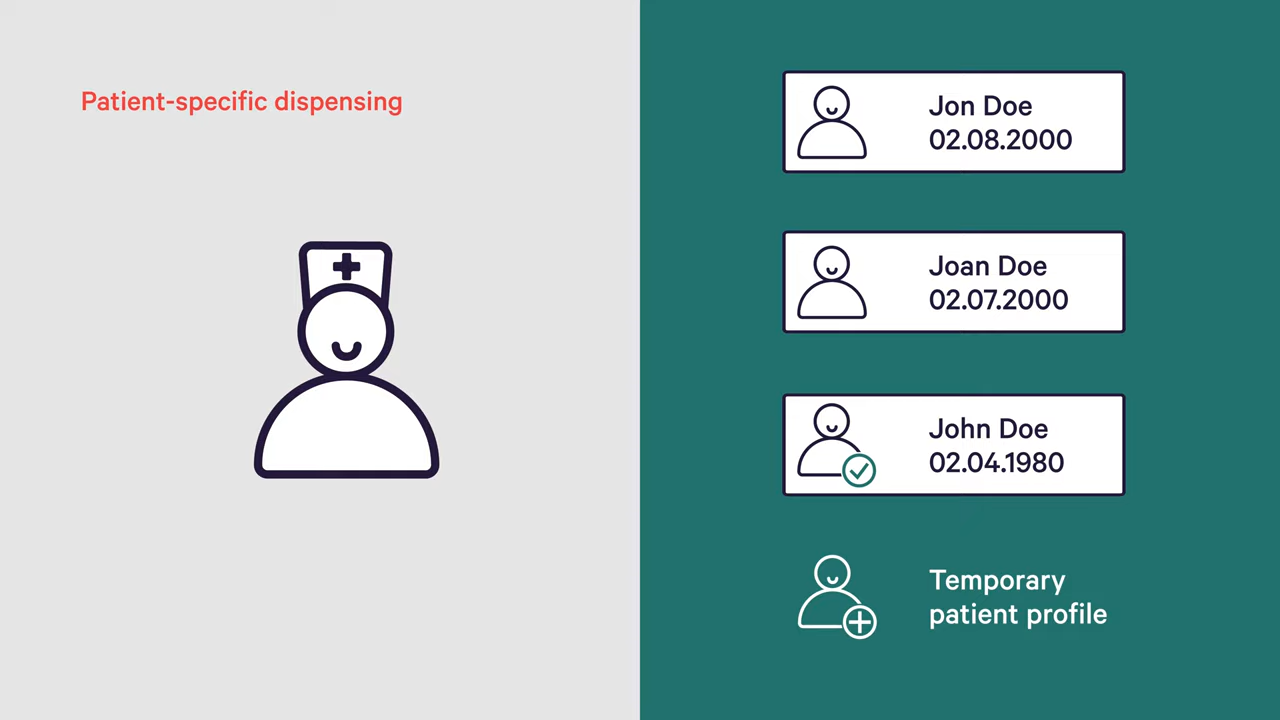 Patient-specific dispensing
Jon Doe
02.08.2000
Joan Doe
02.07.2000
John Doe
02.04.1980
Temporary
patient profile